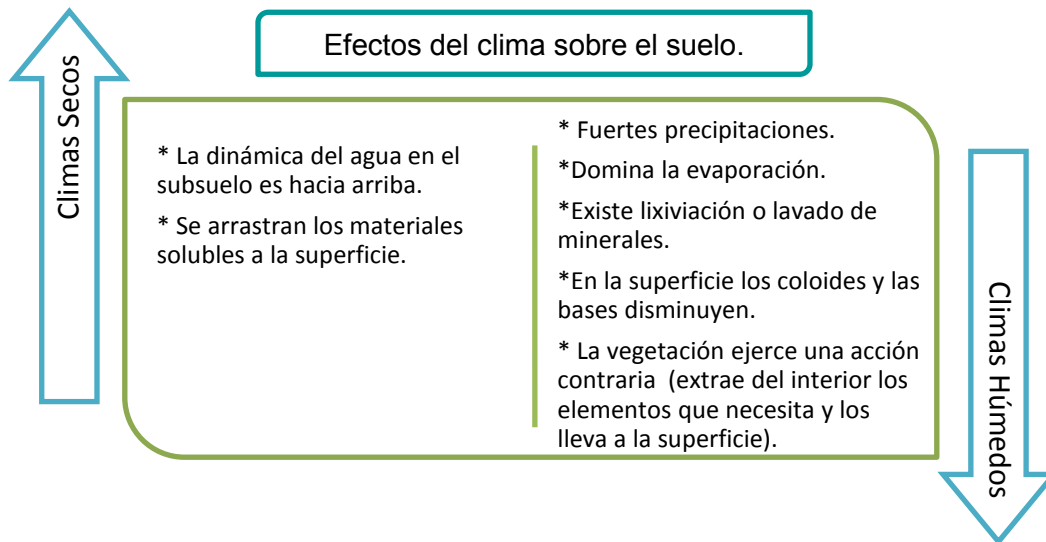 Efectos del clima sobre el suelo.
Climas Secos
* La dinámica del agua en el
subsuelo es hacia arriba.
* Se arrastran los materiales
solubles a la superficie.
* Fuertes precipitaciones.
*Domina la evaporación.
*Existe lixiviación o lavado de
minerales.
*En la superficie los coloides y las
bases disminuyen.
* La vegetación ejerce una acción
contraria (extrae del interior los
elementos que necesita y los
lleva a la superficie).
Climas Húmedos